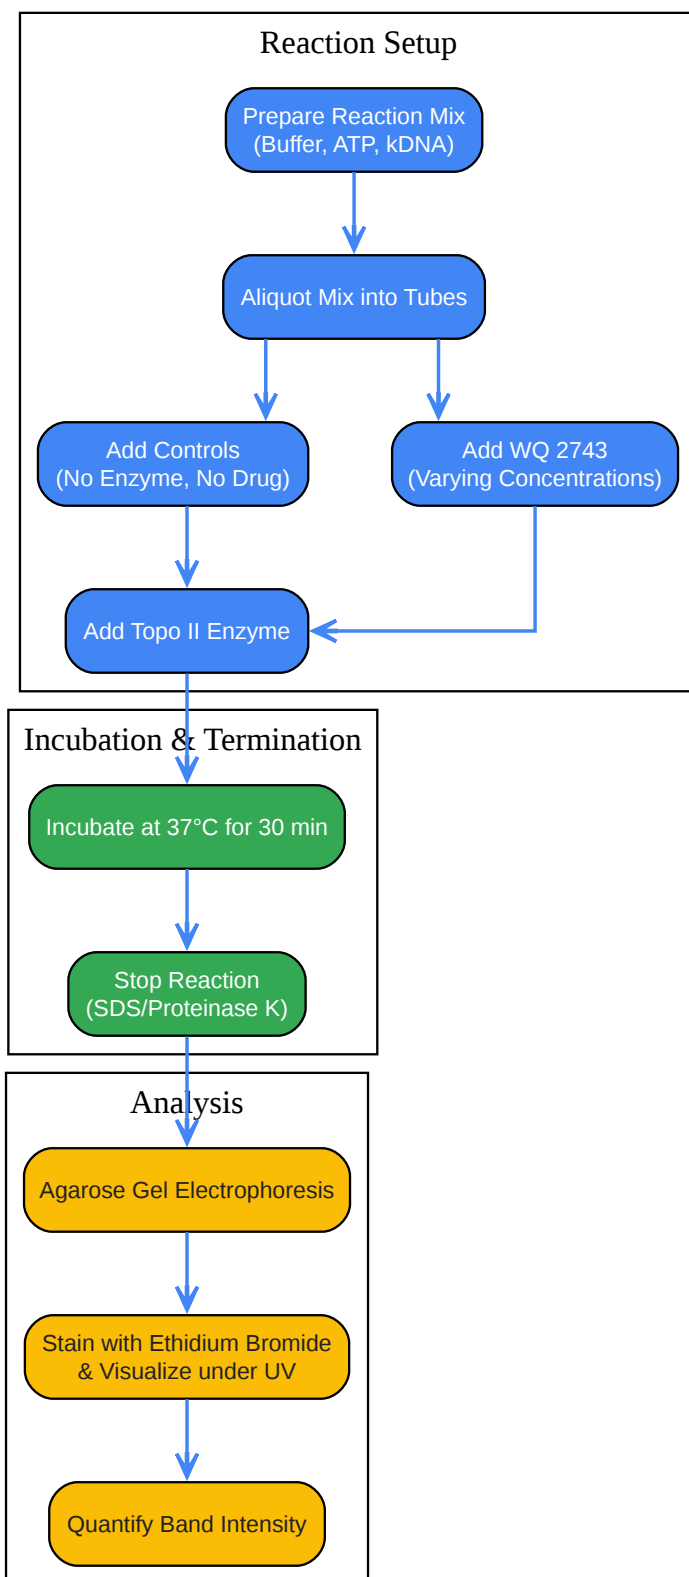 Reaction Setup
Prepare Reaction Mix
(Buffer, ATP, kDNA)
Aliquot Mix into Tubes
Add Controls
(No Enzyme, No Drug)
Add WQ 2743
(Varying Concentrations)
Add Topo II Enzyme
Incubation & Termination
Incubate at 37°C for 30 min
Stop Reaction
(SDS/Proteinase K)
Analysis
Agarose Gel Electrophoresis
Stain with Ethidium Bromide
& Visualize under UV
Quantify Band Intensity